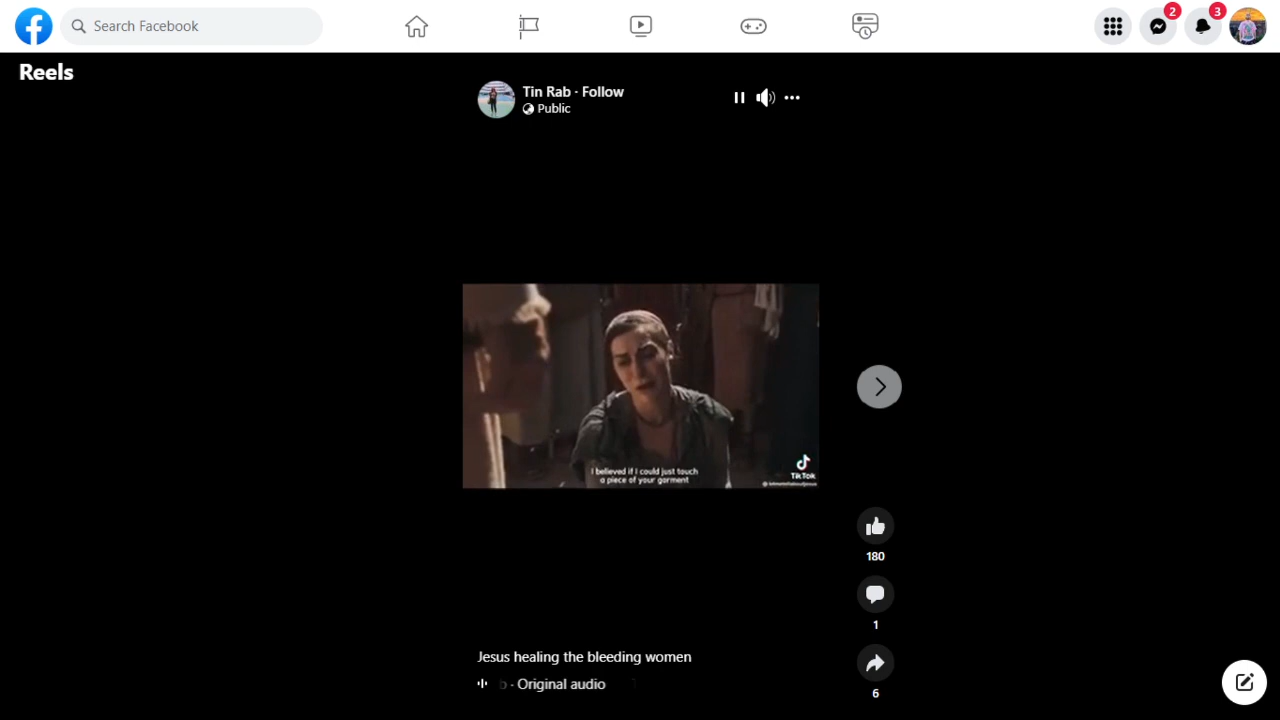 Search Facebook
2
3
Reels
Tin Rab · Follow
Public
I believed if I could just touch
a piece of your garment
TikTok
180
1
Jesus healing the bleeding women
b · Original audio
6